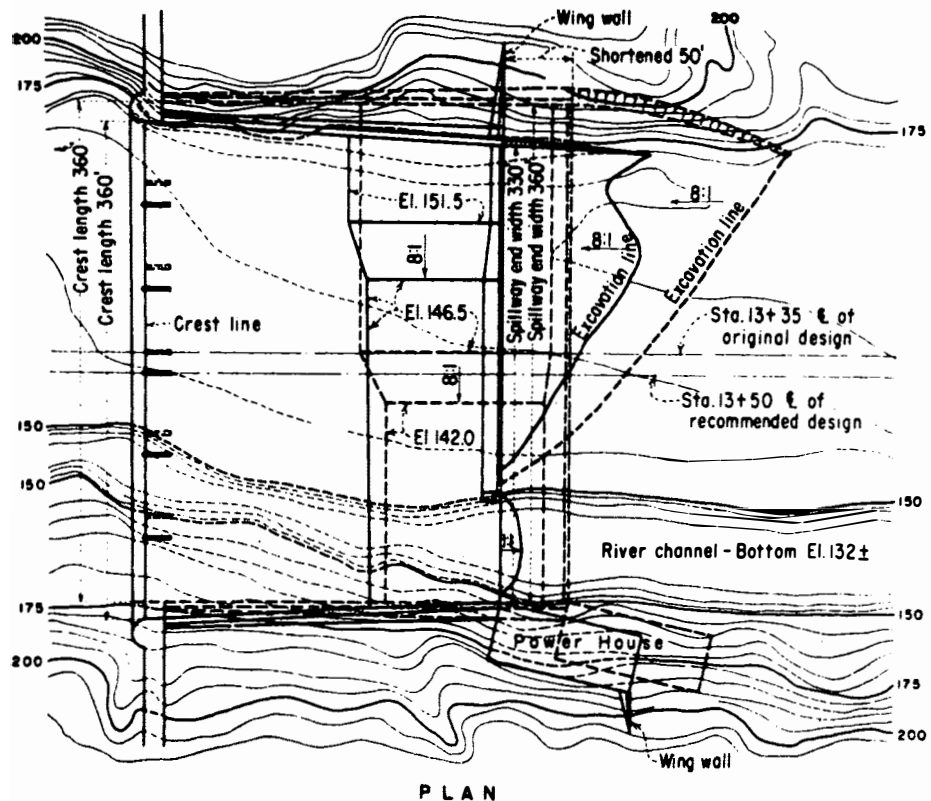 Wing wall
200
Shortened 50'
200
175
175
Crest length 360'
Crest length 360'
El. 151.5
8:1
8:1
8:1
Spillway end width 330'
Spillway end width 360'
Excavation line
Excavation line
El. 146.5
Crest line
Sta. 13+35 ℄ of
original design
8:1
Sta. 13+50 ℄ of
recommended design
El 142.0
150
150
150
1:1
River channel - Bottom El. 132±
175
150
Power House
200
175
200
Wing wall
PLAN